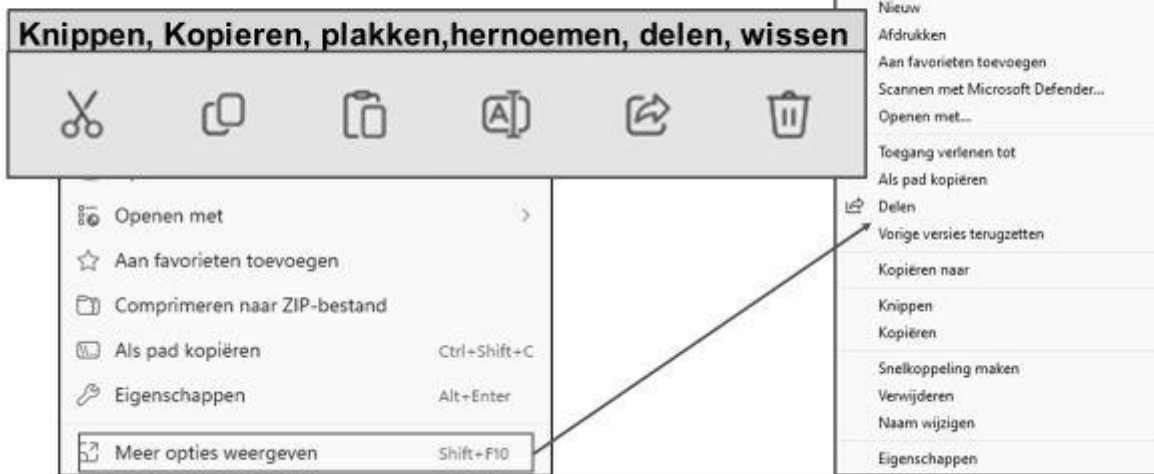 Knippen, Kopieren, plakken,hernoemen, delen, wissen
Openen met
Aan favorieten toevoegen
Comprimeren naar ZIP-bestand
Als pad kopiëren Ctrl+Shift+C
Eigenschappen Alt+Enter
Meer opties weergeven Shift+F10
Nieuw
Afdrukken
Aan favorieten toevoegen
Scannen met Microsoft Defender...
Openen met...
Toegang verlenen tot
Als pad kopiëren
Delen
Vorige versies terugzetten
Kopiëren naar
Knippen
Kopiëren
Snelkoppeling maken
Verwijderen
Naam wijzigen
Eigenschappen